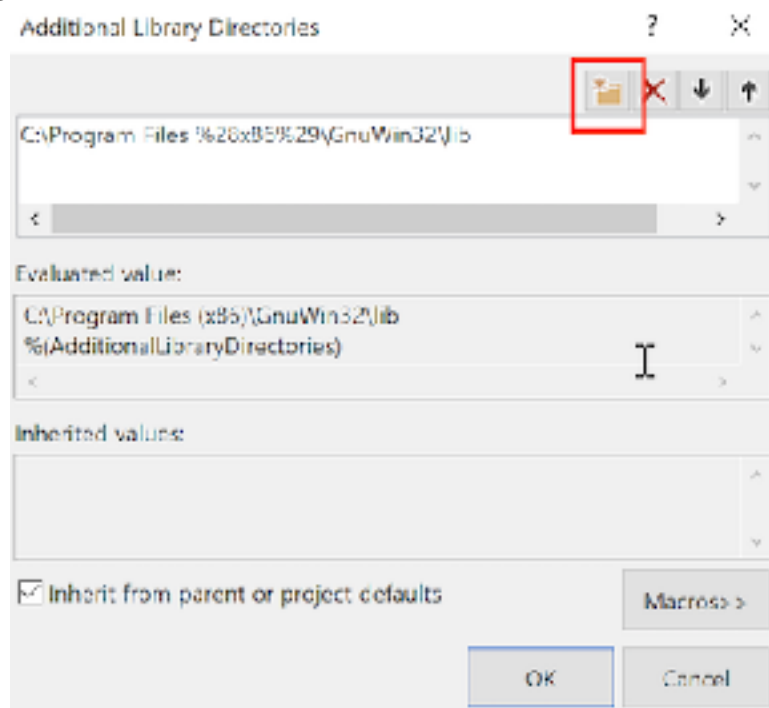 Additional Library Directories
C:\Program Files %28x86%29\GnuWin32\lib
Evaluated value:
C:\Program Files (x86)\GnuWin32\lib
%(AdditionalLibraryDirectories)
Inherited values:
Inherit from parent or project defaults
Macros>>
OK
Cancel